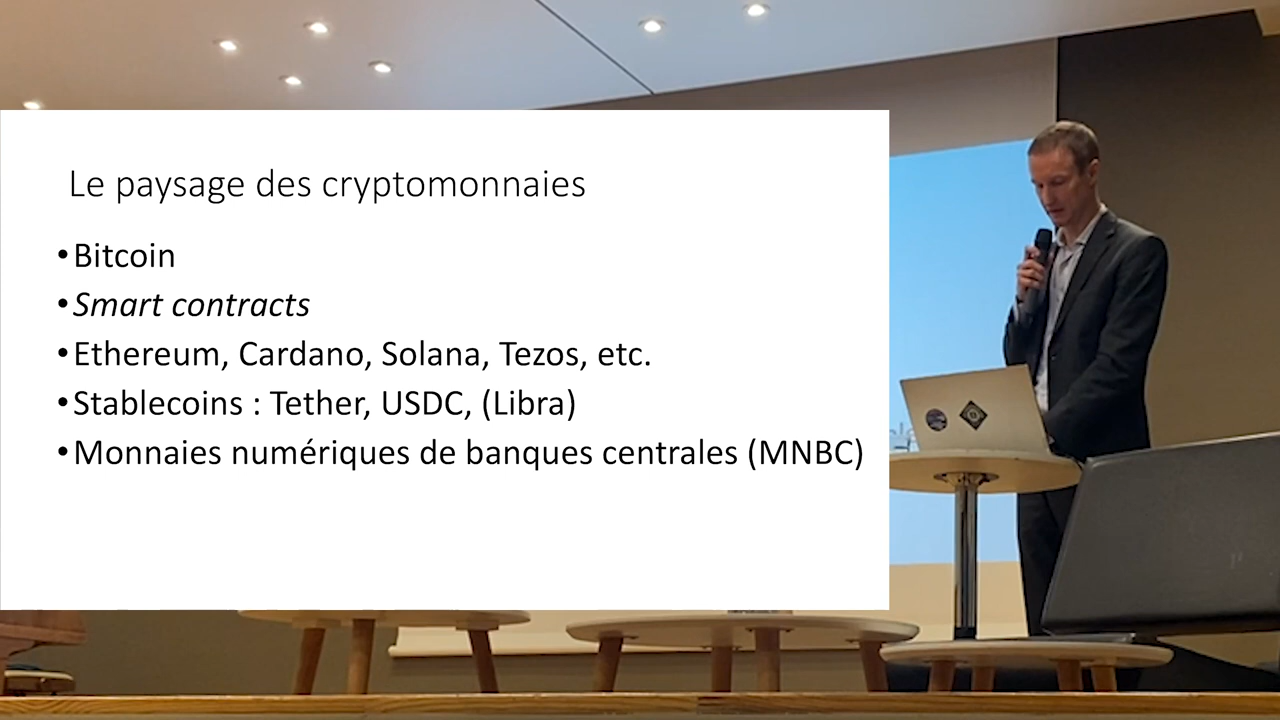 Le paysage des cryptomonnaies
•Bitcoin
•Smart contracts
•Ethereum, Cardano, Solana, Tezos, etc.
•Stablecoins : Tether, USDC, (Libra)
•Monnaies numériques de banques centrales (MNBC)